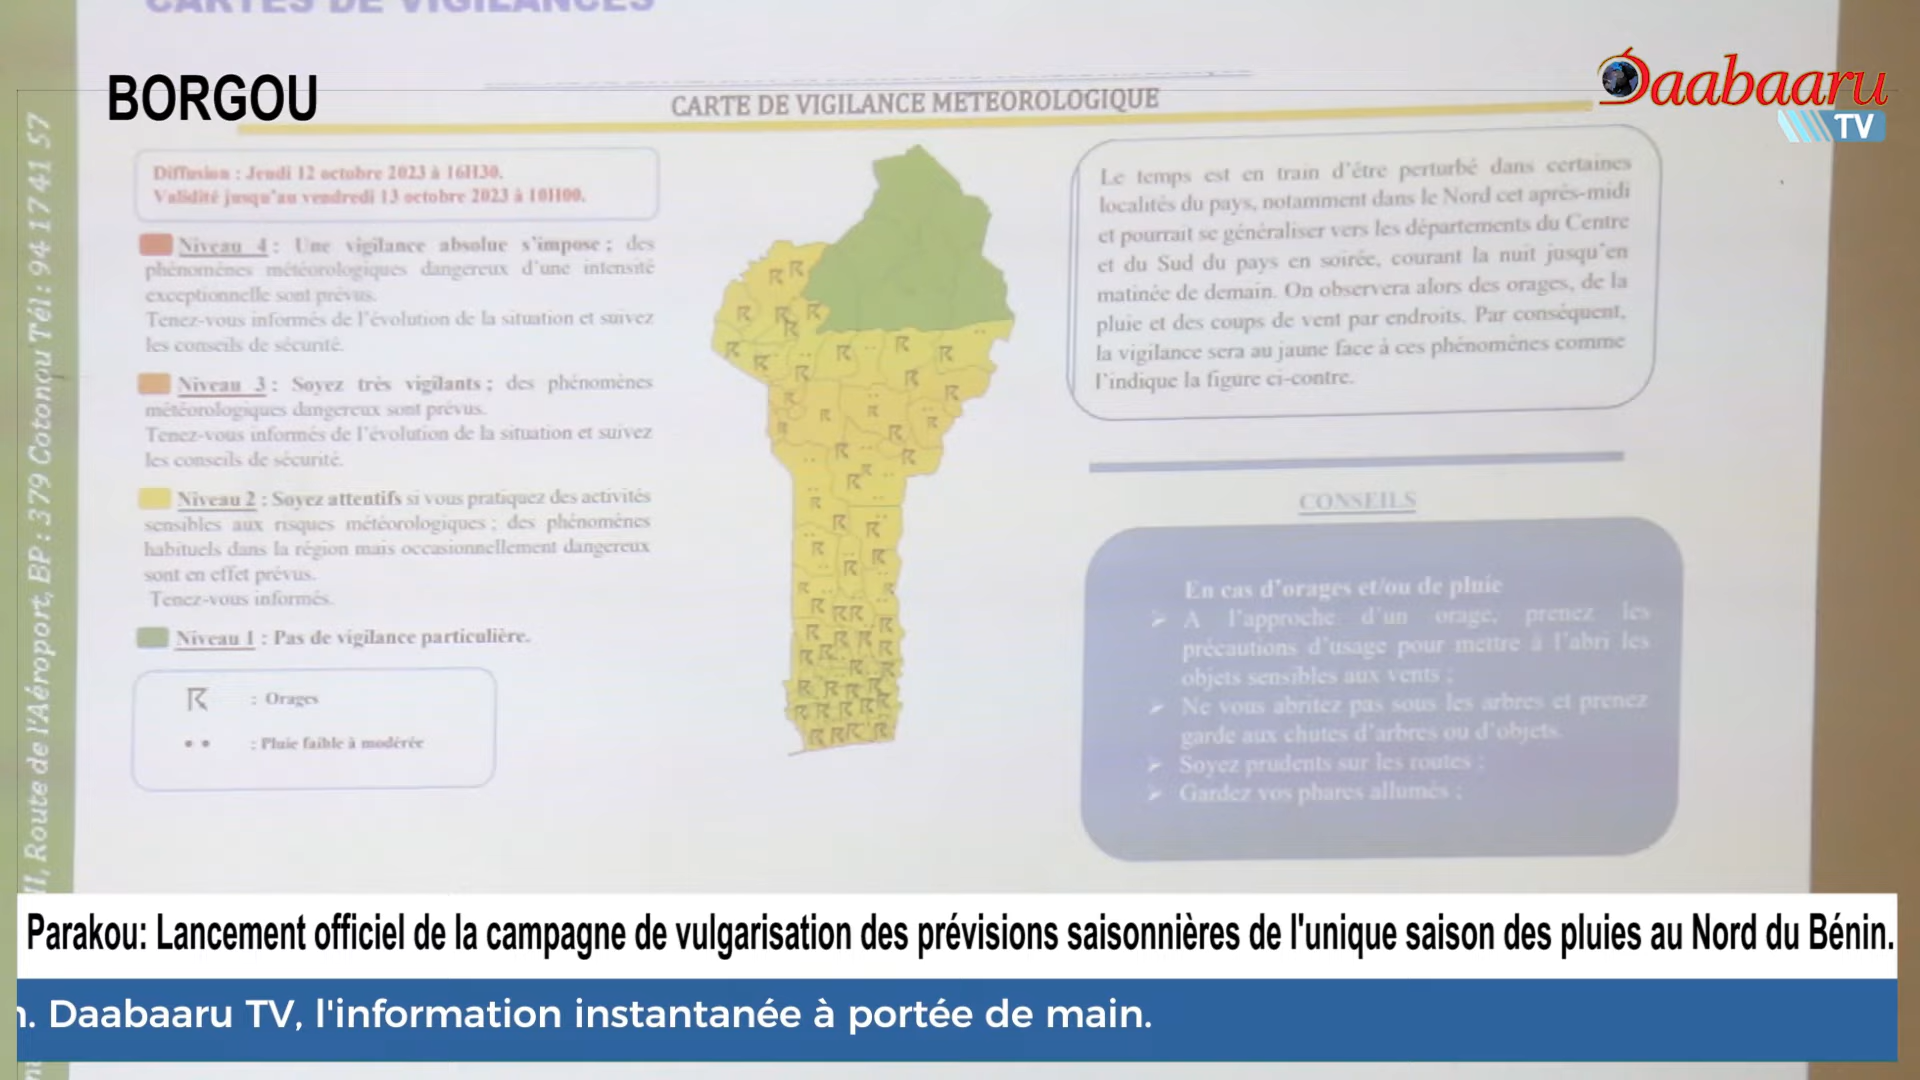 CARTES DE VIGILANCES
BORGOU
Daabaaru
TV
CARTE DE VIGILANCE METEOROLOGIQUE
Diffusion : Jeudi 12 octobre 2023 à 16H30.
Validité jusqu'au vendredi 13 octobre 2023 à 10H00.
Niveau 4 : Une vigilance absolue s'impose ; des
phénomènes météorologiques dangereux d'une intensité
exceptionnelle sont prévus.
Tenez-vous informés de l'évolution de la situation et suivez
les conseils de sécurité.
Niveau 3 : Soyez très vigilants ; des phénomènes
météorologiques dangereux sont prévus.
Tenez-vous informés de l'évolution de la situation et suivez
les conseils de sécurité.
Niveau 2 : Soyez attentifs si vous pratiquez des activités
sensibles aux risques météorologiques ; des phénomènes
habituels dans la région mais occasionnellement dangereux
sont en effet prévus.
Tenez-vous informés.
Niveau 1 : Pas de vigilance particulière.
: Orages
: Pluie faible à modérée
Le temps est en train d'être perturbé dans certaines
localités du pays, notamment dans le Nord cet après-midi
et pourrait se généraliser vers les départements du Centre
et du Sud du pays en soirée, courant la nuit jusqu'en
matinée de demain. On observera alors des orages, de la
pluie et des coups de vent par endroits. Par conséquent,
la vigilance sera au jaune face à ces phénomènes comme
l'indique la figure ci-contre.
CONSEILS
En cas d'orages et/ou de pluie
➢ A l'approche d'un orage, prenez les
précautions d'usage pour mettre à l'abri les
objets sensibles aux vents ;
➢ Ne vous abritez pas sous les arbres et prenez
garde aux chutes d'arbres ou d'objets.
➢ Soyez prudents sur les routes ;
➢ Gardez vos phares allumés ;
, Route de l'Aéroport, BP : 379 Cotonou Tél : 94 17 41 57
Parakou: Lancement officiel de la campagne de vulgarisation des prévisions saisonnières de l'unique saison des pluies au Nord du Bénin.
n. Daabaaru TV, l'information instantanée à portée de main.